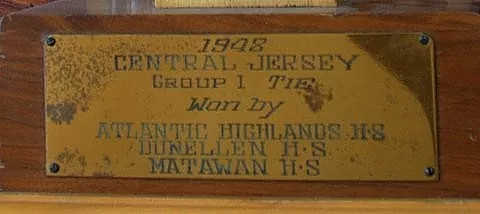 1948
CENTRAL JERSEY
GROUP 1 TIE
Won by
ATLANTIC HIGHLANDS H·S
DUNELLEN H·S
MATAWAN H·S